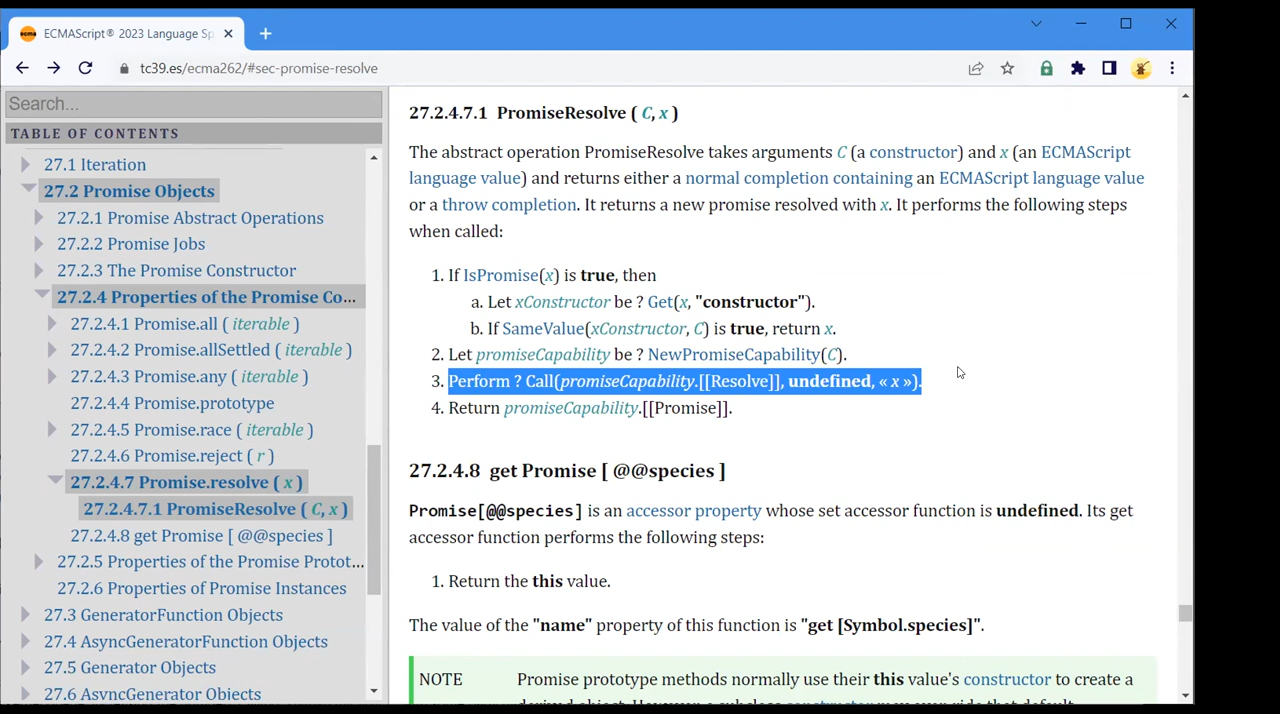 ECMAScript® 2023 Language Sp
tc39.es/ecma262/#sec-promise-resolve
Search...
TABLE OF CONTENTS
27.1 Iteration
27.2 Promise Objects
27.2.1 Promise Abstract Operations
27.2.2 Promise Jobs
27.2.3 The Promise Constructor
27.2.4 Properties of the Promise Co...
27.2.4.1 Promise.all ( iterable )
27.2.4.2 Promise.allSettled ( iterable )
27.2.4.3 Promise.any ( iterable )
27.2.4.4 Promise.prototype
27.2.4.5 Promise.race ( iterable )
27.2.4.6 Promise.reject ( r )
27.2.4.7 Promise.resolve ( x )
27.2.4.7.1 PromiseResolve ( C, x )
27.2.4.8 get Promise [ @@species ]
27.2.5 Properties of the Promise Protot...
27.2.6 Properties of Promise Instances
27.3 GeneratorFunction Objects
27.4 AsyncGeneratorFunction Objects
27.5 Generator Objects
27.6 AsyncGenerator Objects
27.2.4.7.1 PromiseResolve ( C, x )
The abstract operation PromiseResolve takes arguments C (a constructor) and x (an ECMAScript
language value) and returns either a normal completion containing an ECMAScript language value
or a throw completion. It returns a new promise resolved with x. It performs the following steps
when called:
1. If IsPromise(x) is true, then
a. Let xConstructor be ? Get(x, "constructor").
b. If SameValue(xConstructor, C) is true, return x.
2. Let promiseCapability be ? NewPromiseCapability(C).
3. Perform ? Call(promiseCapability.[[Resolve]], undefined, « x »).
4. Return promiseCapability.[[Promise]].
27.2.4.8 get Promise [ @@species ]
Promise[@@species] is an accessor property whose set accessor function is undefined. Its get
accessor function performs the following steps:
1. Return the this value.
The value of the "name" property of this function is "get [Symbol.species]".
NOTE Promise prototype methods normally use their this value's constructor to create a
derived object. However, a subclass constructor may over-ride that default